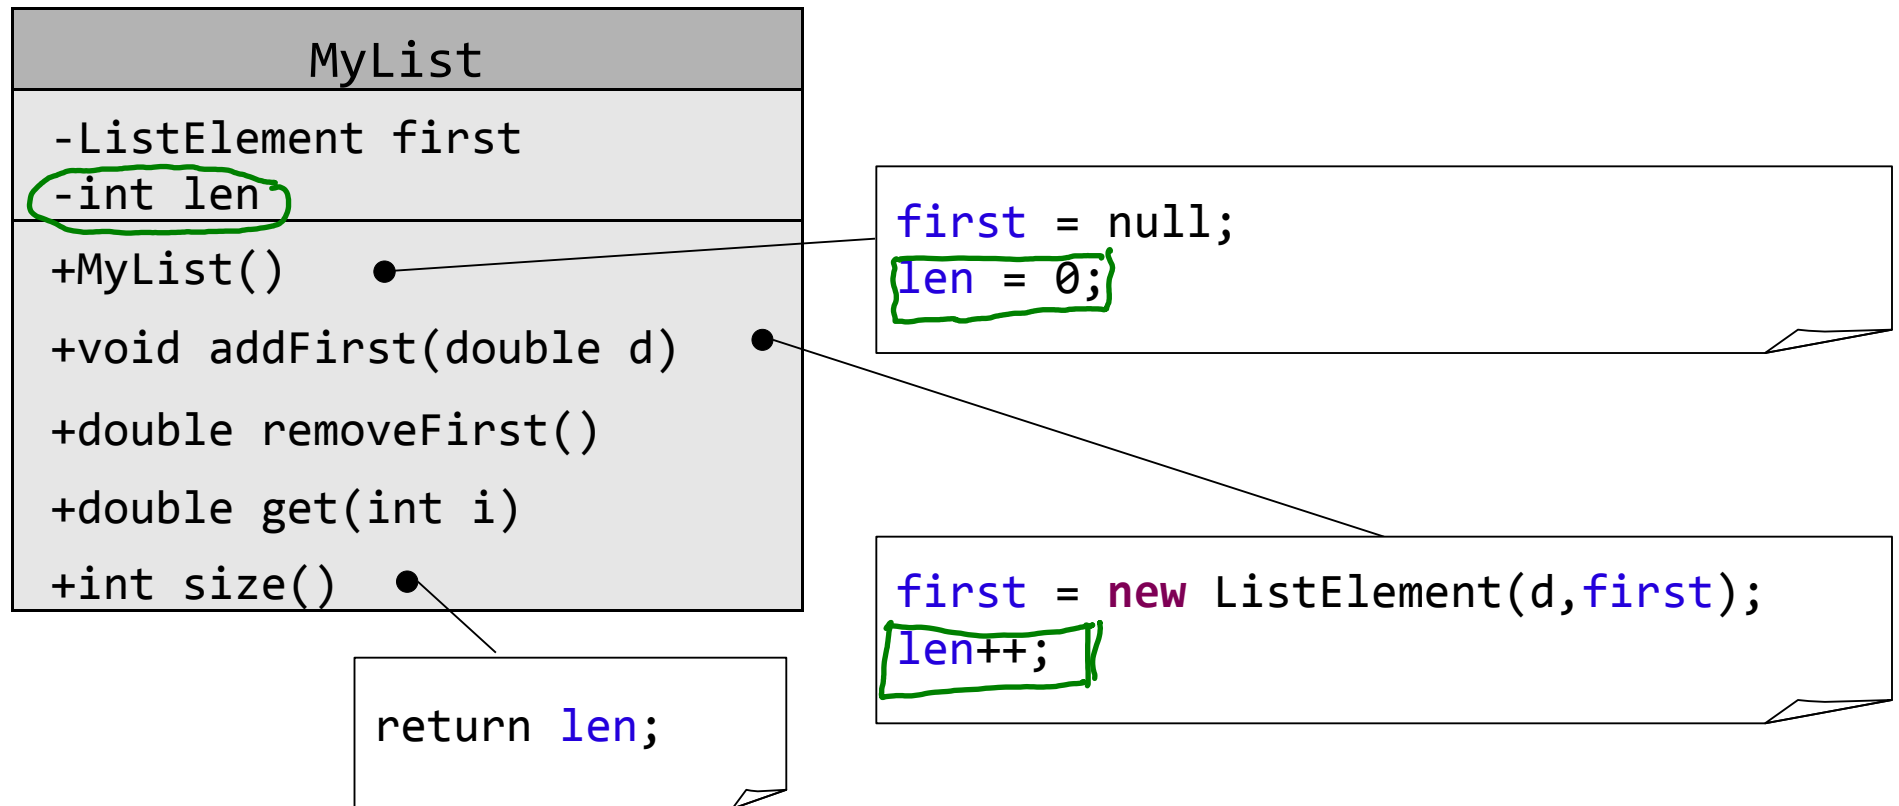 MyList
-ListElement first
-int len
+MyList()
+void addFirst(double d)
+double removeFirst()
+double get(int i)
+int size()
first = null;
len = 0;
first = new ListElement(d,first);
len++;
return len;